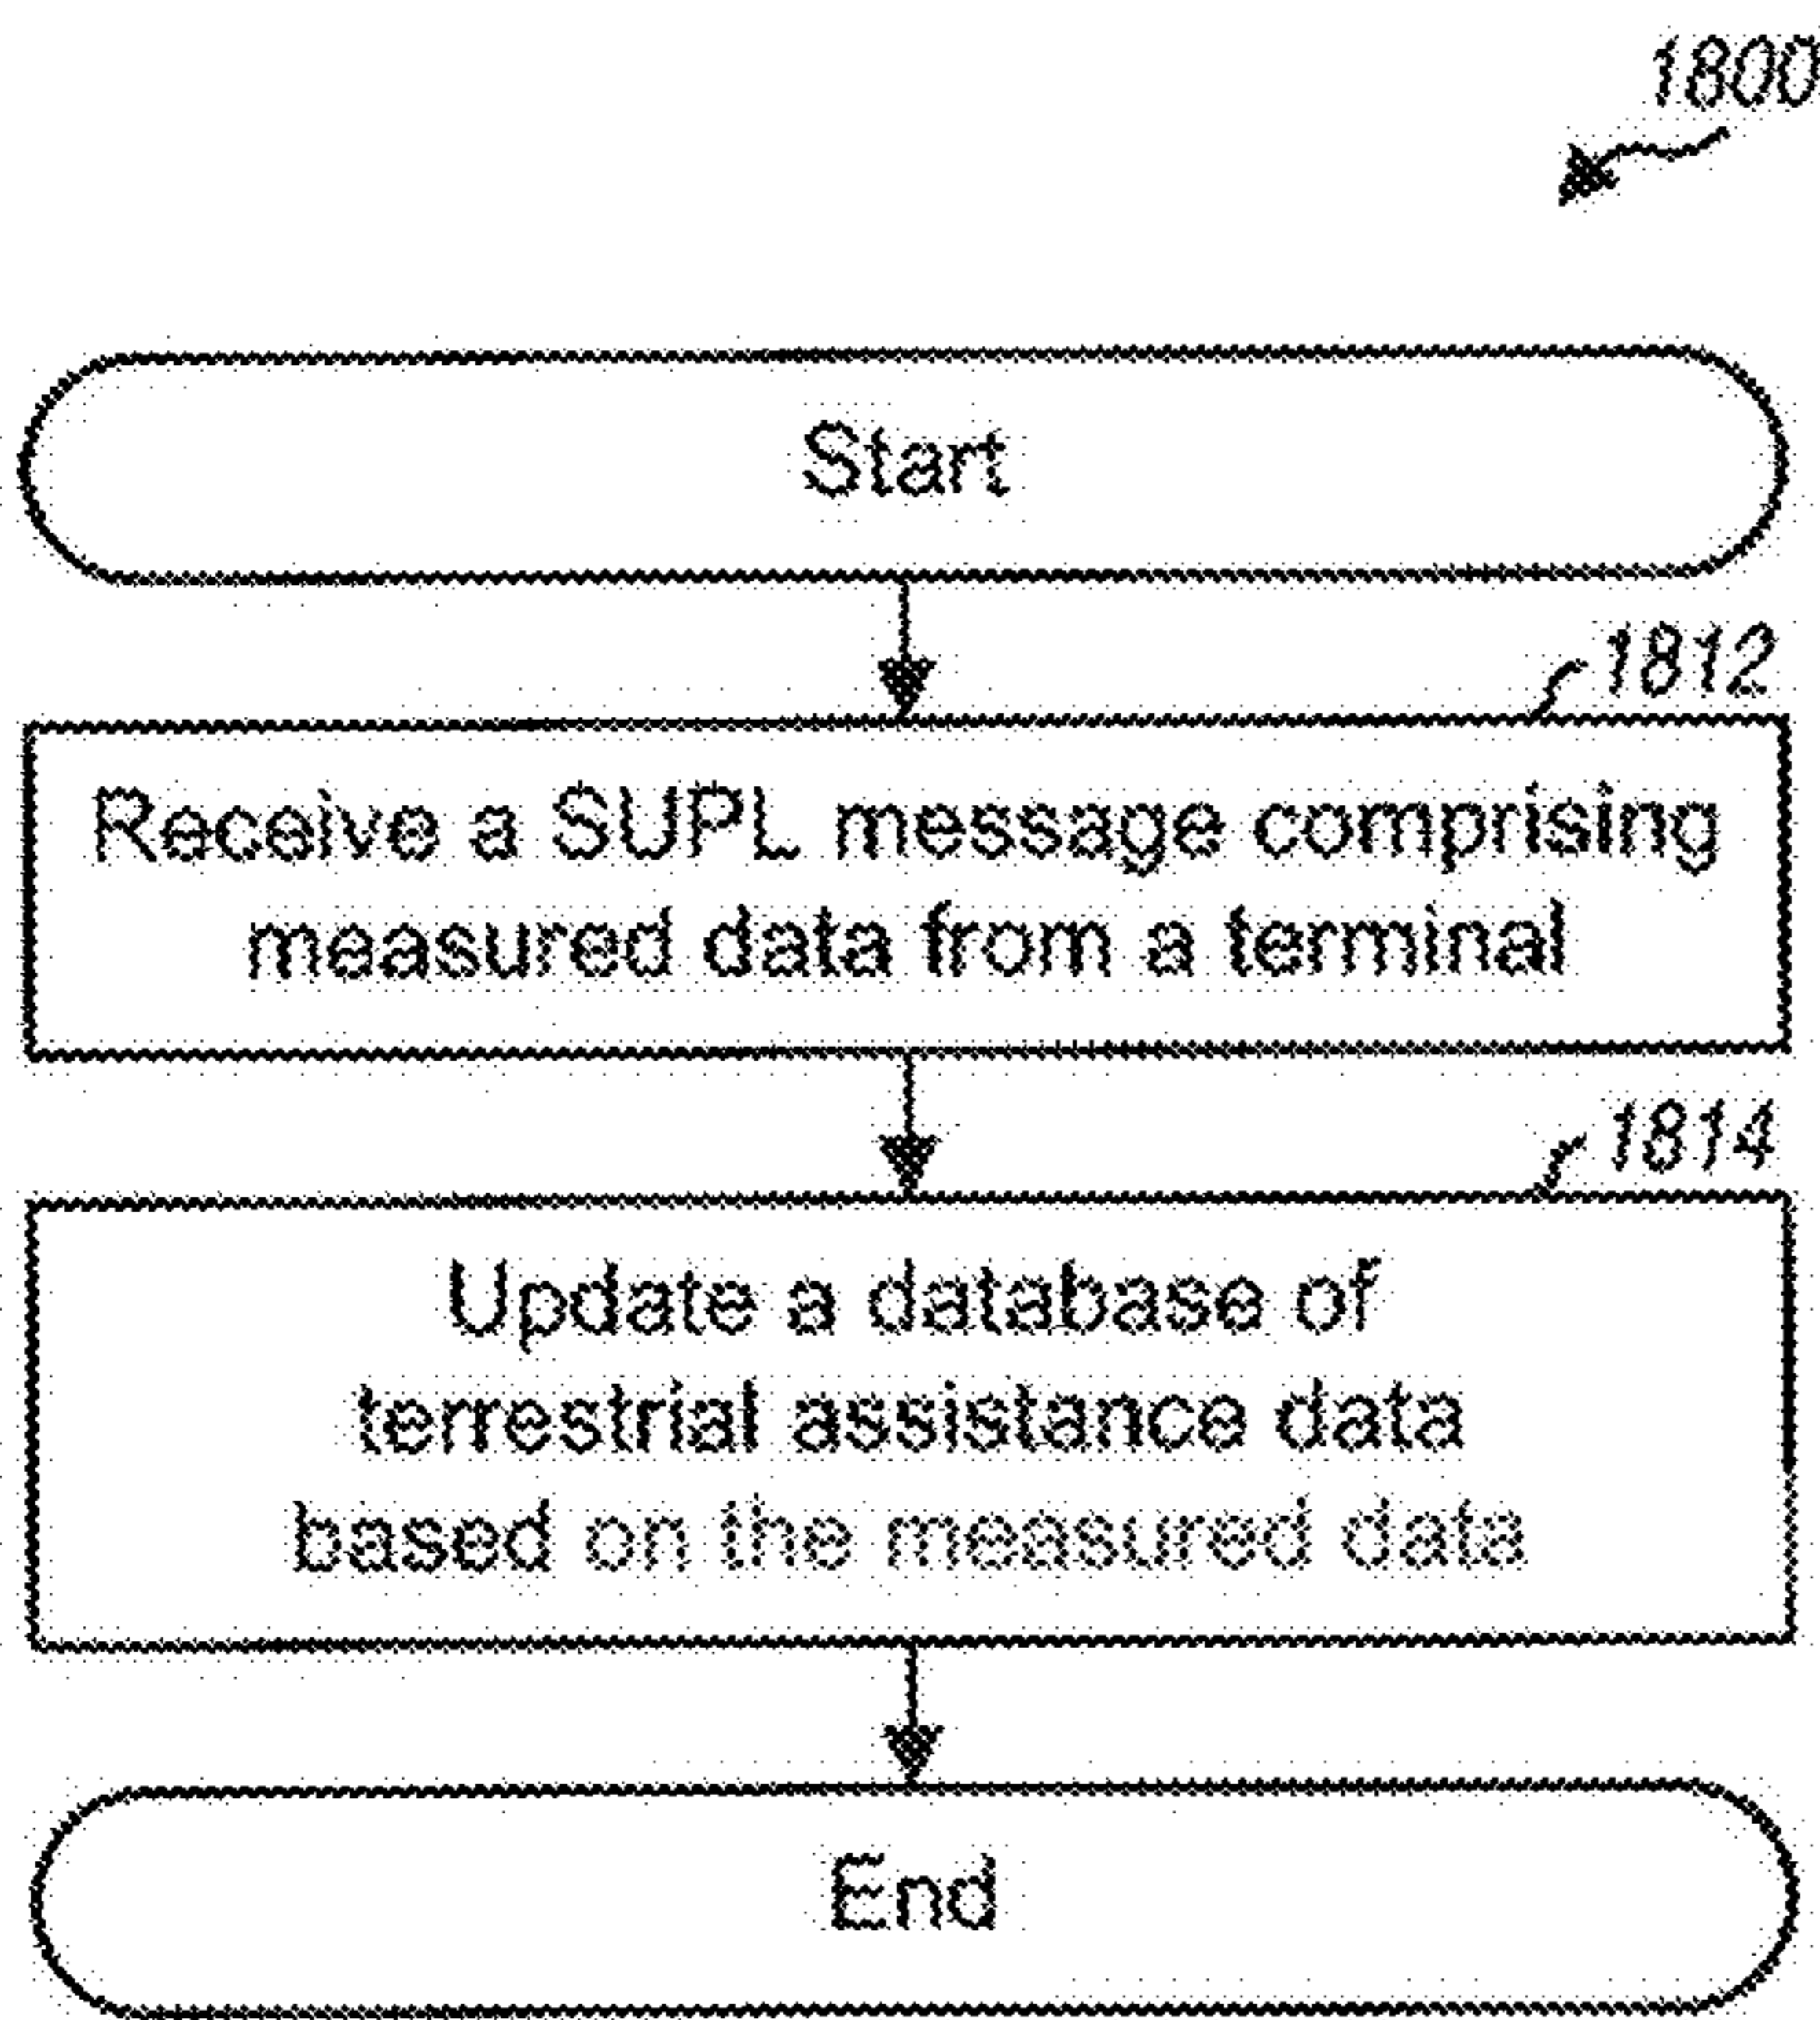 1800
Start
1812
Receive a SUPL message comprising
measured data from a terminal
1814
Update a database of
terrestrial assistance data
based on the measured data
End